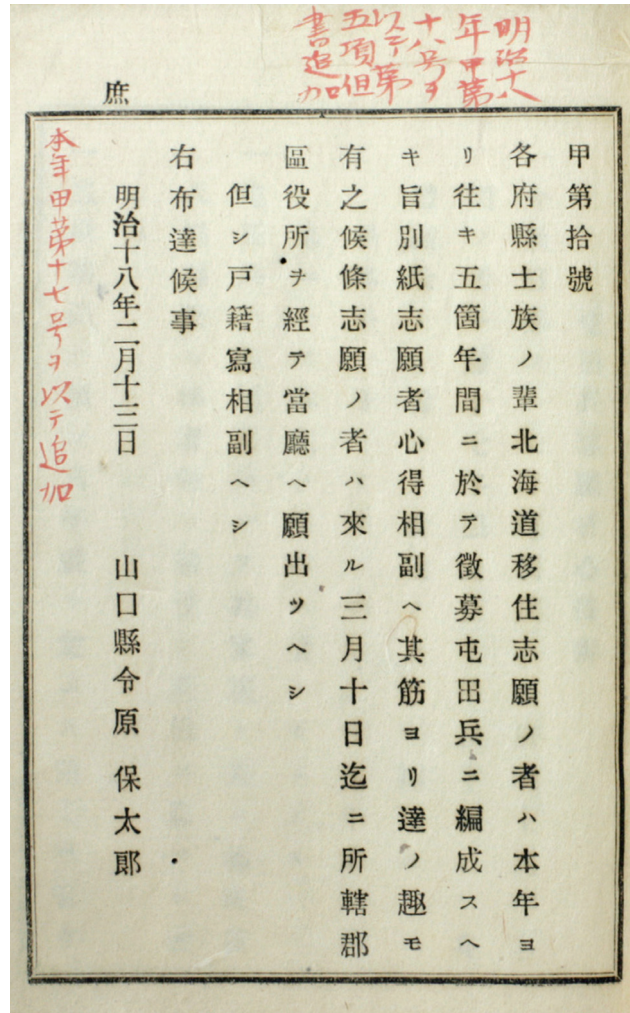 明治十八
年甲第
十八号ヲ
以テ第
五項但
書追加
庶
甲第拾號
各府縣士族ノ輩北海道移住志願ノ者ハ本年ヨ
リ往キ五箇年間ニ於テ徵募屯田兵ニ編成スヘ
キ旨別紙志願者心得相副ヘ其筋ヨリ達ノ趣モ
有之候條志願ノ者ハ來ル三月十日迄ニ所轄郡
區役所ヲ經テ當廳ヘ願出ツヘシ
但シ戸籍寫相副ヘシ
右布達候事
明治十八年二月十三日 山口縣令原保太郎
本年甲第十七号ヲ以テ追加